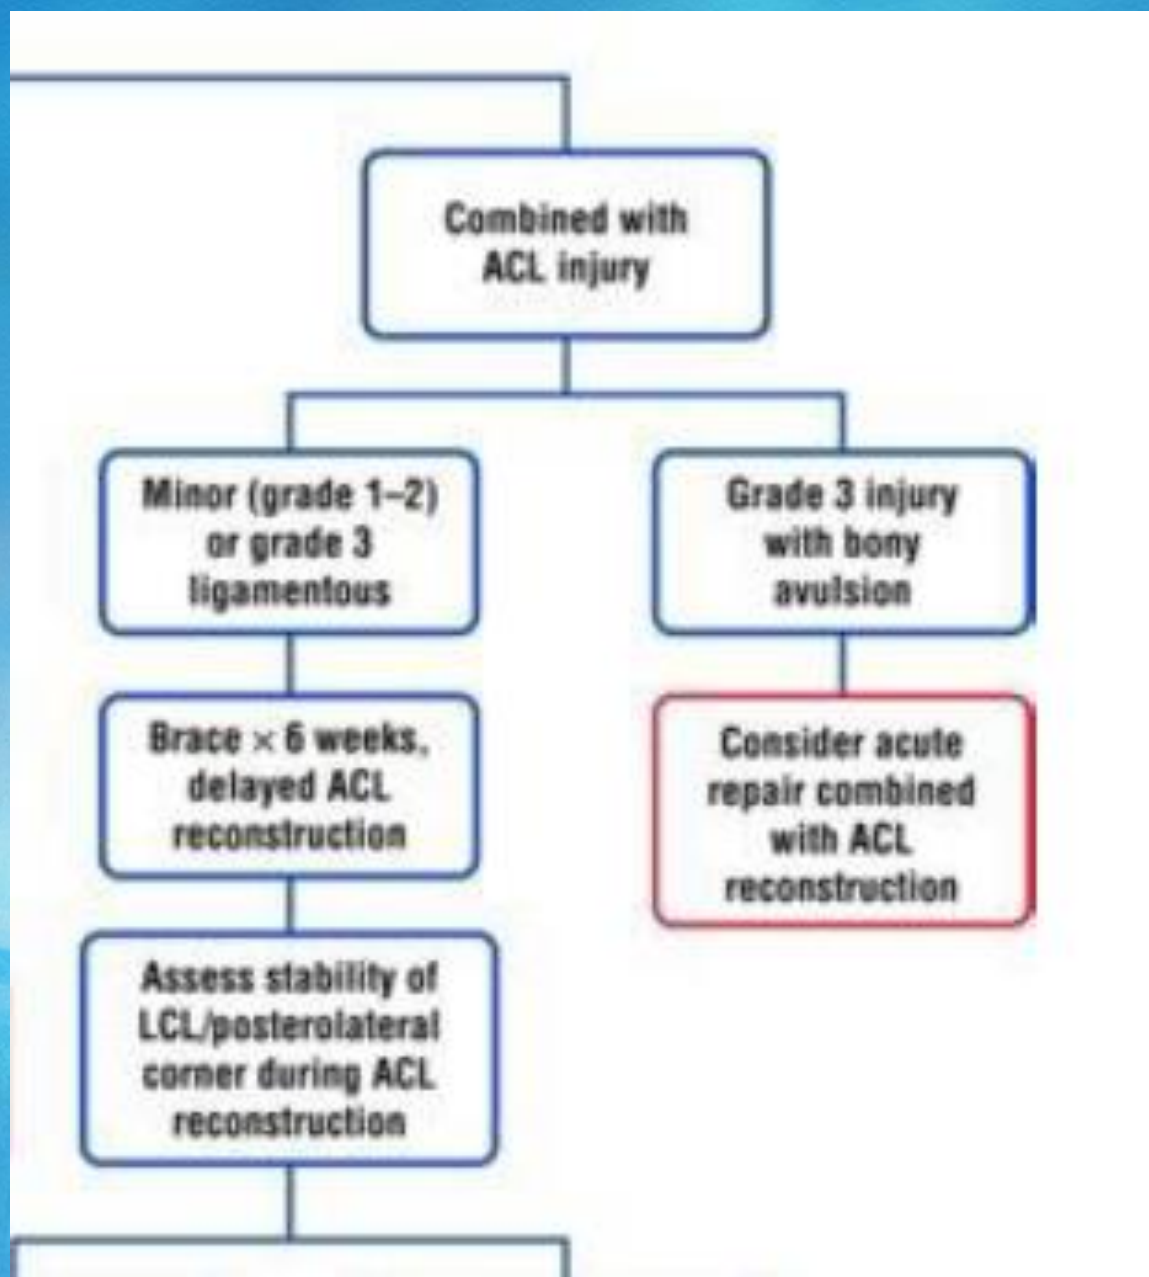 Combined with
ACL injury
Minor (grade 1–2)
or grade 3
ligamentous
Grade 3 injury
with bony
avulsion
Brace × 6 weeks,
delayed ACL
reconstruction
Consider acute
repair combined
with ACL
reconstruction
Assess stability of
LCL/posterolateral
corner during ACL
reconstruction